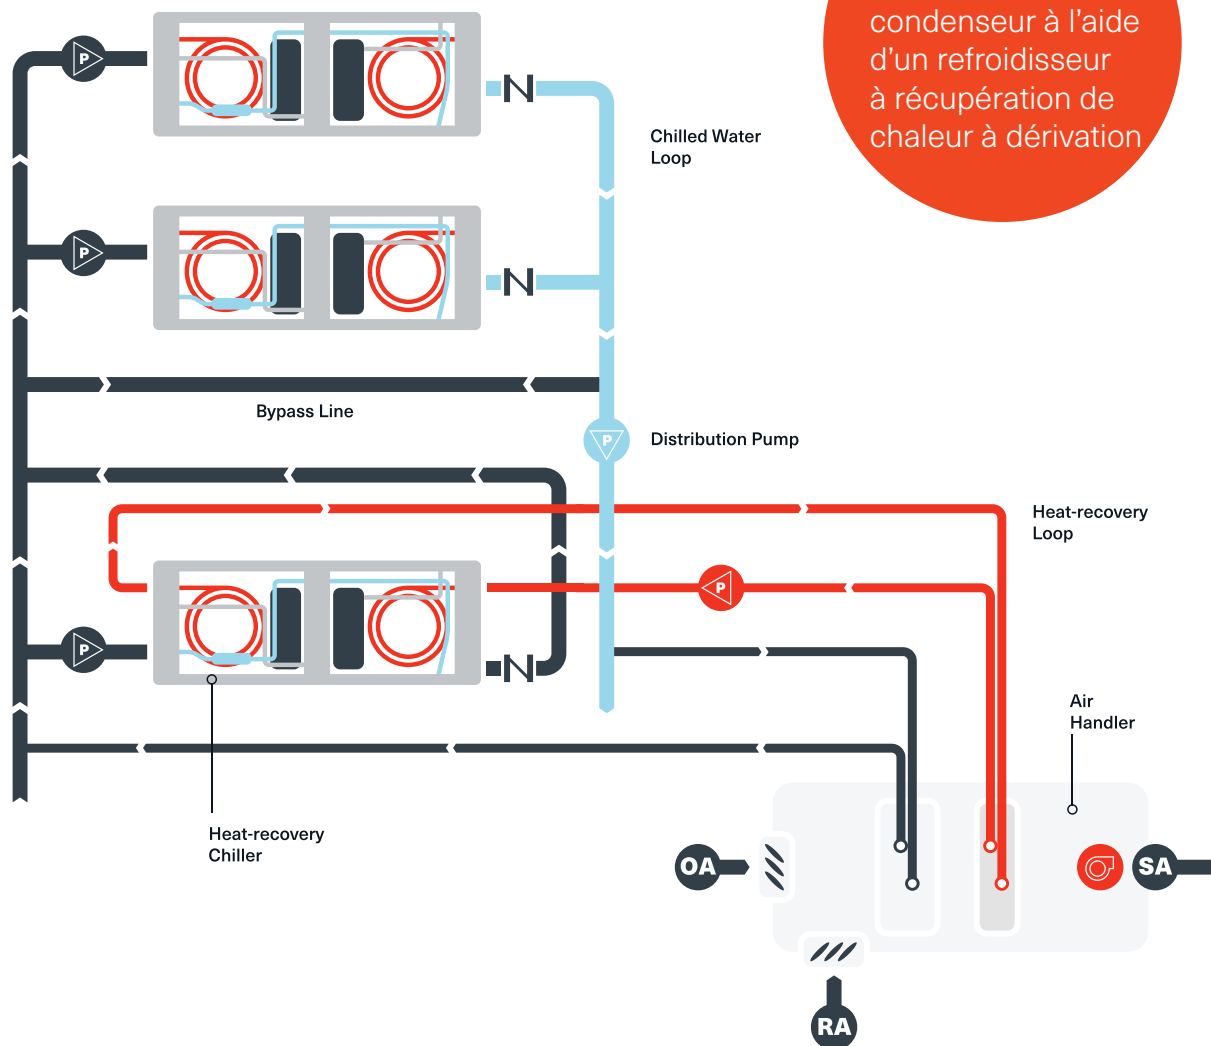 condenseur à l’aide
d’un refroidisseur
à récupération de
chaleur à dérivation
P
Chilled Water
Loop
P
Bypass Line
P
Distribution Pump
Heat-recovery
Loop
P
P
Air
Handler
Heat-recovery
Chiller
OA
SA
RA